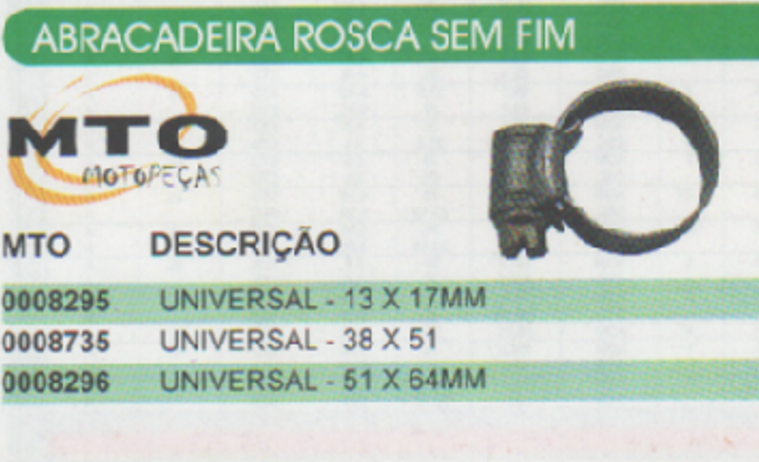 ABRACADEIRA ROSCA SEM FIM
MTO
MOTOPEÇAS
MTO DESCRIÇÃO
0008295 UNIVERSAL - 13 X 17MM
0008735 UNIVERSAL - 38 X 51
0008296 UNIVERSAL - 51 X 64MM